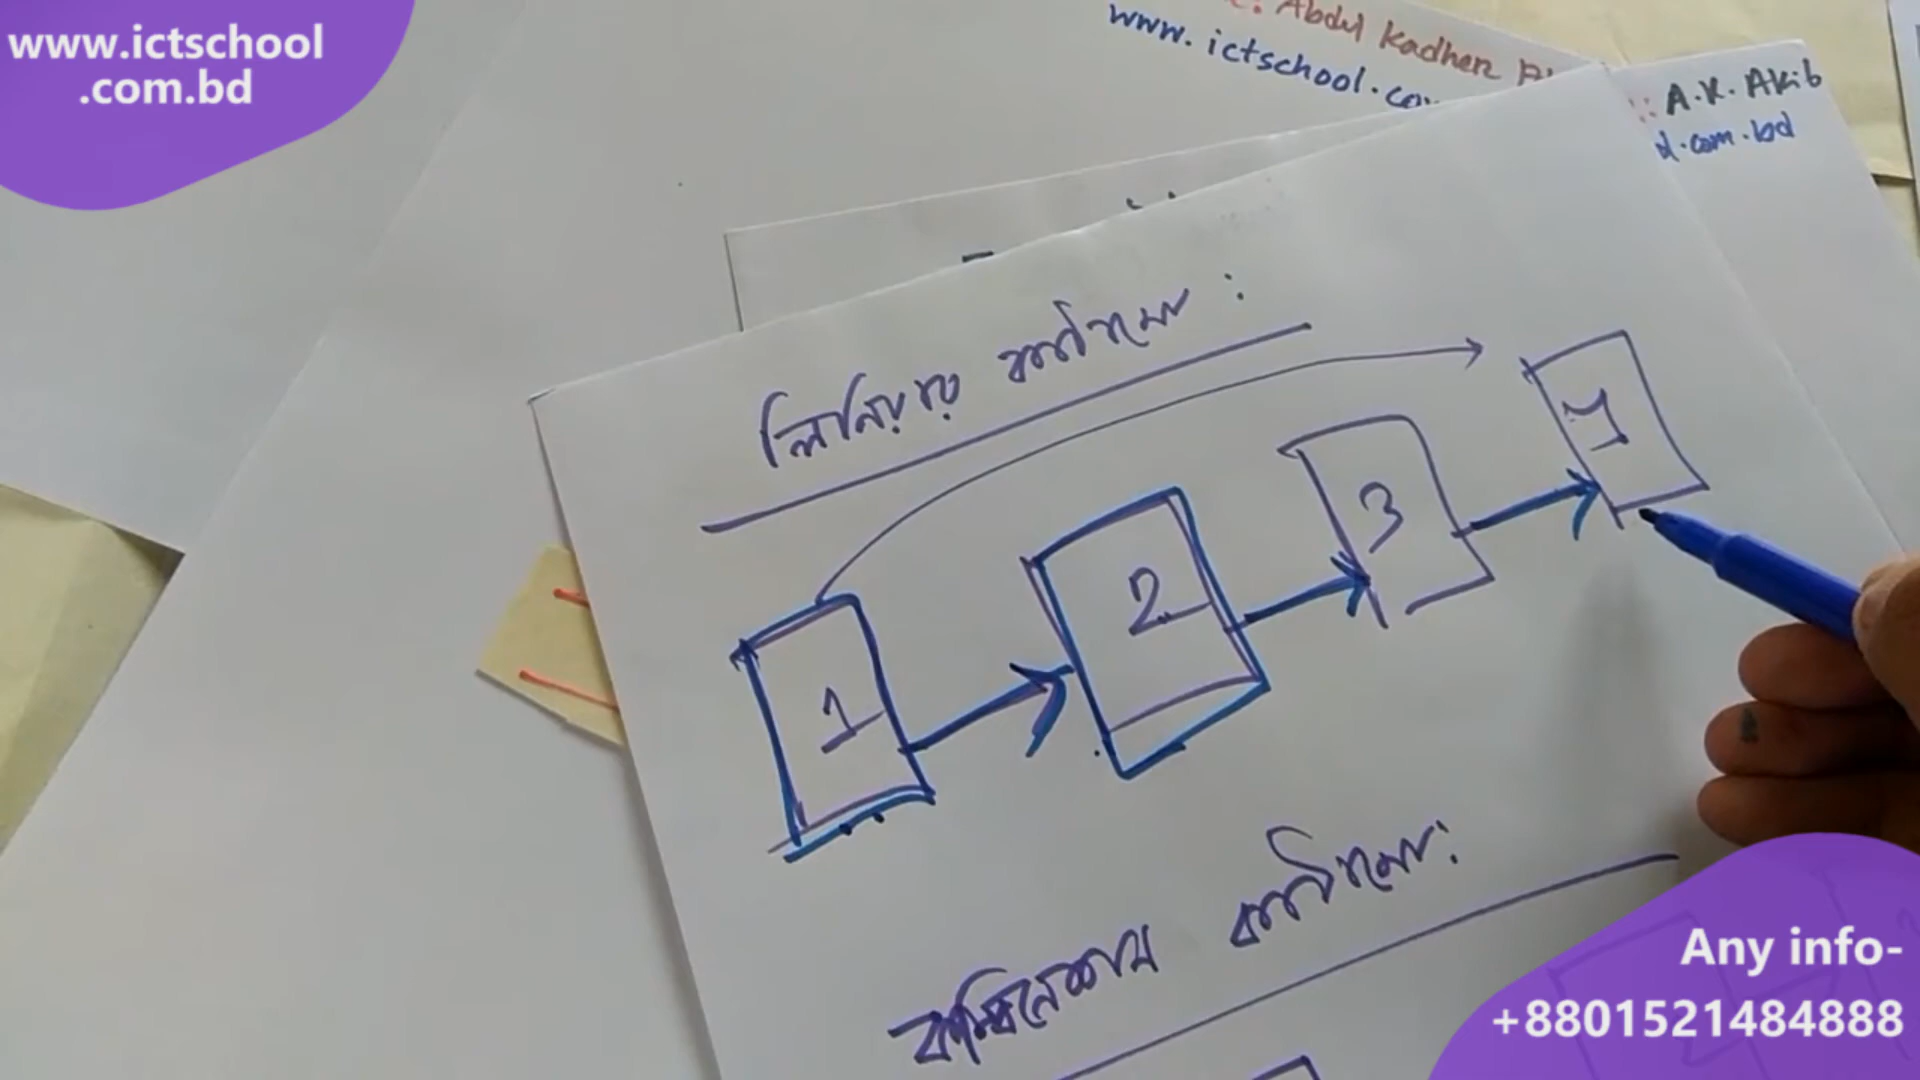 www.ictschool
.com.bd
Abdul Kadher
www.ictschool.co
A.K. Akib
.com.bd
লিনিয়ার কাঠামো :
1
2
3
4
কম্বিনেশান কাঠামো:
Any info-
+8801521484888